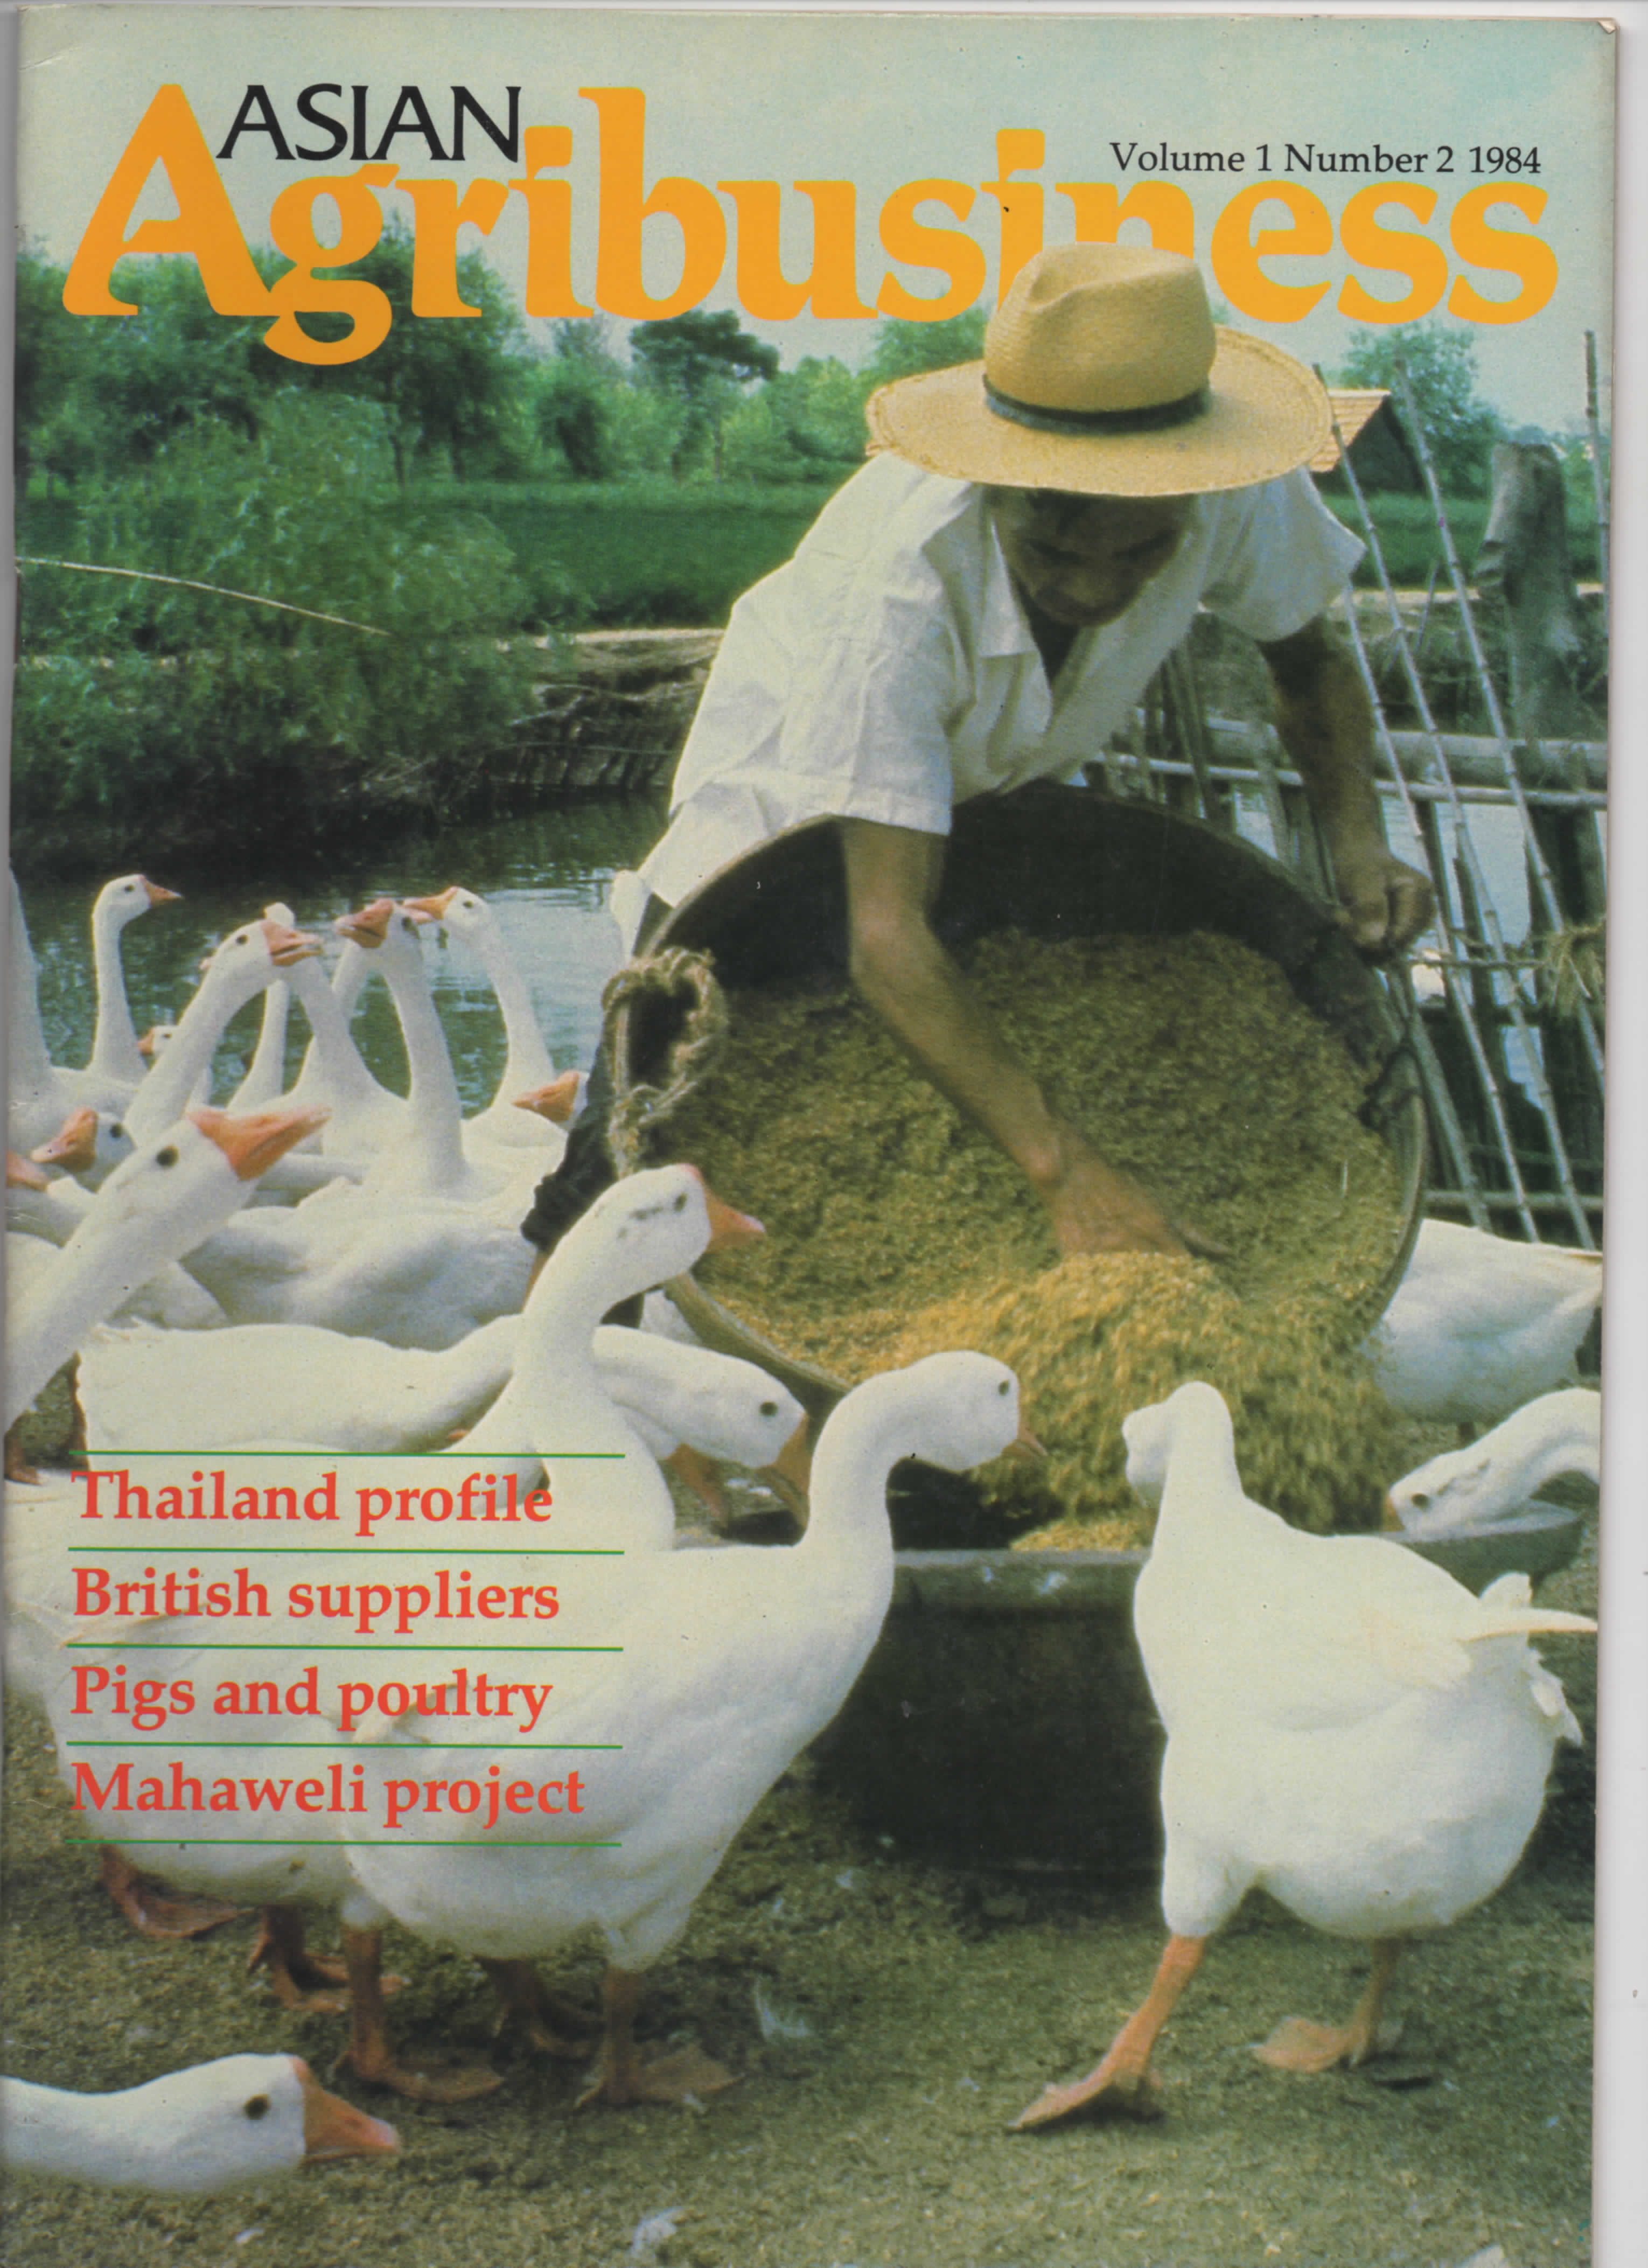 ASIAN
Agribusiness
Volume 1 Number 2 1984
Thailand profile
British suppliers
Pigs and poultry
Mahaweli project